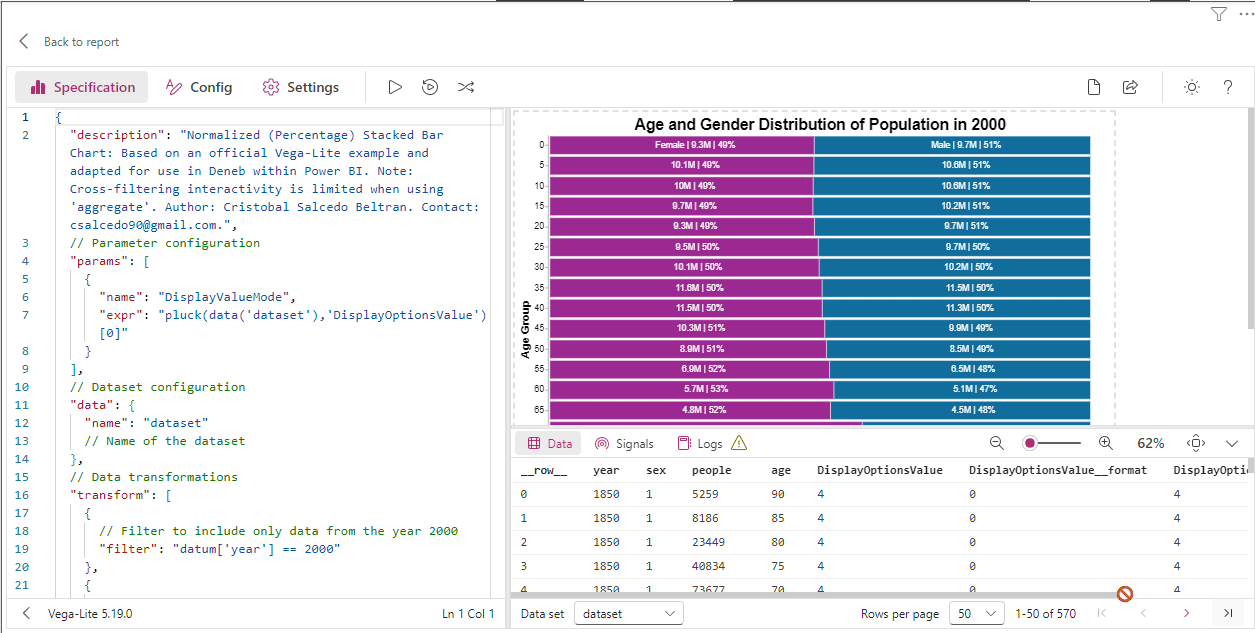 Back to report
Specification Config Settings ?
1 {
2 "description": "Normalized (Percentage) Stacked Bar
Chart: Based on an official Vega-Lite example and
adapted for use in Deneb within Power BI. Note:
Cross-filtering interactivity is limited when using
'aggregate'. Author: Cristobal Salcedo Beltran. Contact:
csalcedo90@gmail.com.",
3 // Parameter configuration
4 "params": [
5 {
6 "name": "DisplayValueMode",
7 "expr": "pluck(data('dataset'),'DisplayOptionsValue')
[0]"
8 }
9 ],
10 // Dataset configuration
11 "data": {
12 "name": "dataset"
13 // Name of the dataset
14 },
15 // Data transformations
16 "transform": [
17 {
18 // Filter to include only data from the year 2000
19 "filter": "datum['year'] == 2000"
20 },
21 {
Vega-Lite 5.19.0 Ln 1 Col 1
Age and Gender Distribution of Population in 2000
Age Group
0 Female | 9.3M | 49% Male | 9.7M | 51%
5 10.1M | 49% 10.6M | 51%
10 10M | 49% 10.6M | 51%
15 9.7M | 49% 10.2M | 51%
20 9.3M | 49% 9.7M | 51%
25 9.5M | 50% 9.7M | 50%
30 10.1M | 50% 10.2M | 50%
35 11.6M | 50% 11.5M | 50%
40 11.5M | 50% 11.3M | 50%
45 10.3M | 51% 9.9M | 49%
50 8.9M | 51% 8.5M | 49%
55 6.9M | 52% 6.5M | 48%
60 5.7M | 53% 5.1M | 47%
65 4.8M | 52% 4.5M | 48%
Data Signals Logs 62%
__row__ year sex people age DisplayOptionsValue DisplayOptionsValue__format DisplayOptio
0 1850 1 5259 90 4 0 4
1 1850 1 8186 85 4 0 4
2 1850 1 23449 80 4 0 4
3 1850 1 40834 75 4 0 4
4 1850 1 73677 70 4 0 4
Data set dataset Rows per page 50 1-50 of 570